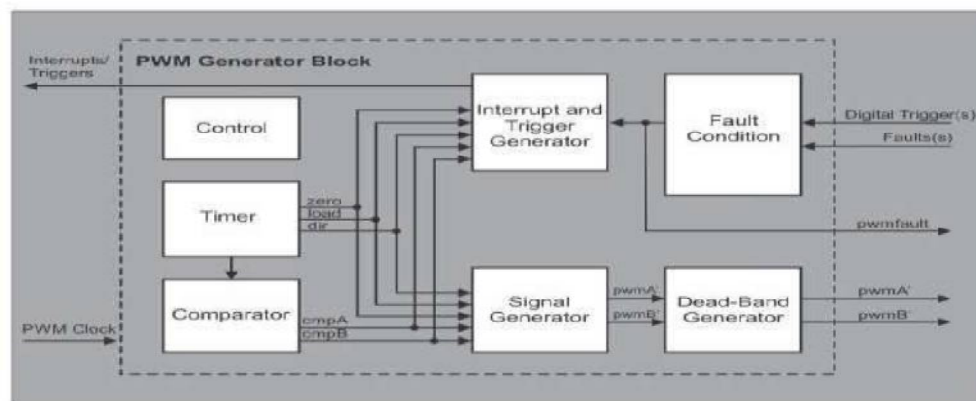 Interrupts/
Triggers
PWM Generator Block
Control
Interrupt and
Trigger
Generator
Fault
Condition
Digital Trigger(s)
Faults(s)
Timer
zero
load
dir
pwmfault
Comparator
cmpA
cmpB
Signal
Generator
pwmA'
pwmB'
Dead-Band
Generator
pwmA'
pwmB'
PWM Clock